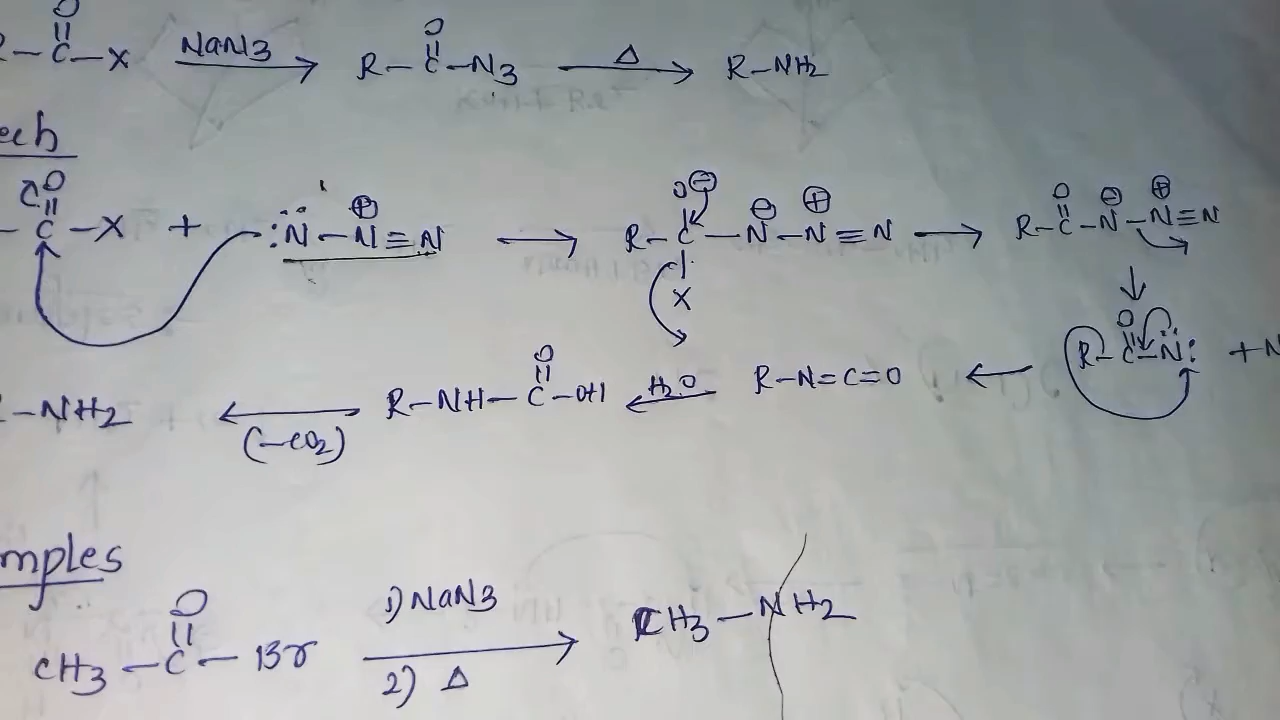 O
R-C-X NaN3 → R-C-N3 Δ → R-NH2
O
ech
O O⊖ ⊖ ⊕ O ⊖ ⊕
-C-X + :N-N≡N → R-C-N-N≡N → R-C-N-N≡N
X
↓
O
R-C-N: + N
-NH2 ← (-CO2) R-NH-C-OH ← H2O R-N=C=O ←
O
mples
O
CH3-C-Br 1) NaN3 → CH3-NH2
2) Δ